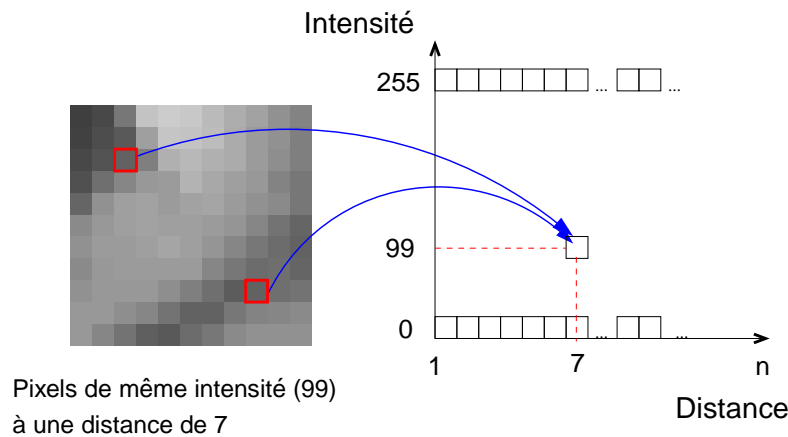 Intensité
255
... ...
99
0
... ...
1
7
n
Distance
Pixels de même intensité (99)
à une distance de 7